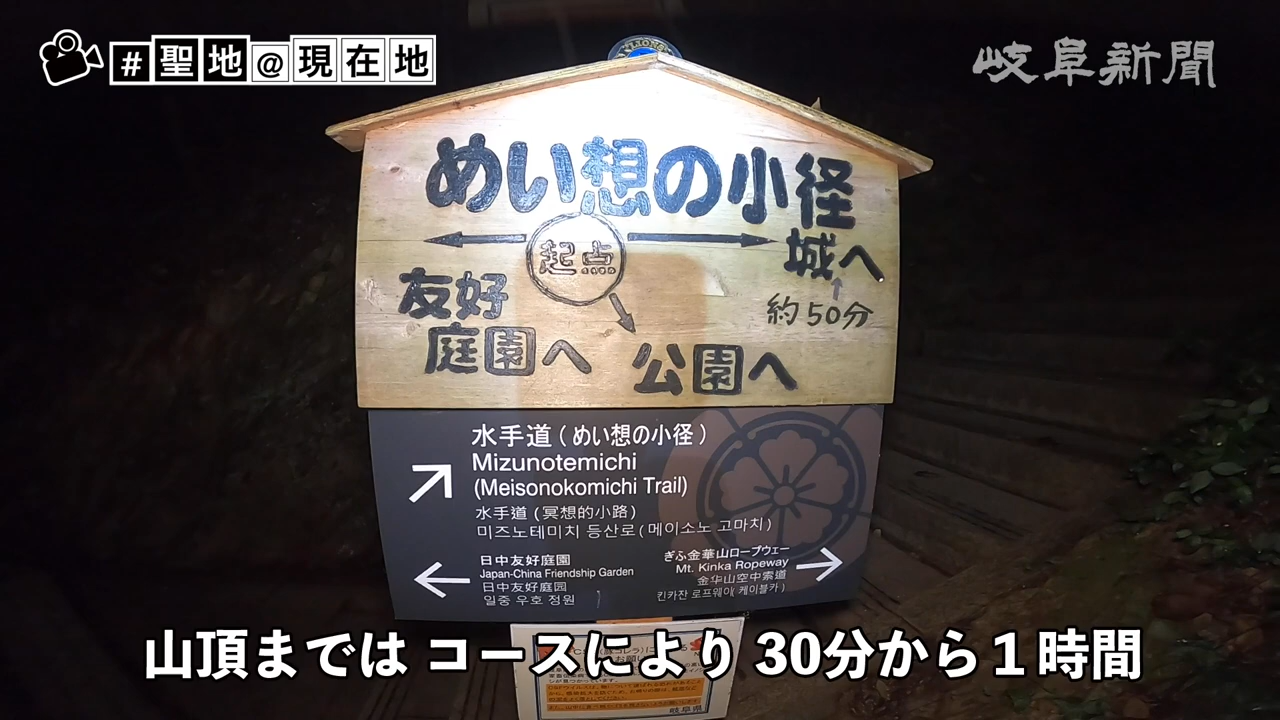 #聖地@現在地
岐阜新聞
LIONS
めい想の小径
起点
城へ
約50分
友好
庭園へ
公園へ
水手道(めい想の小径)
Mizunotemichi
(Meisonokomichi Trail)
水手道(冥想的小路)
미즈노테미치 등산로(메이소노 고마치)
日中友好庭園
Japan-China Friendship Garden
日中友好庭园
일중 우호 정원
ぎふ金華山ロープウェー
Mt. Kinka Ropeway
金华山空中索道
킨카잔 로프웨이(케이블카)
山頂までは コースにより 30分から1時間
岐阜県